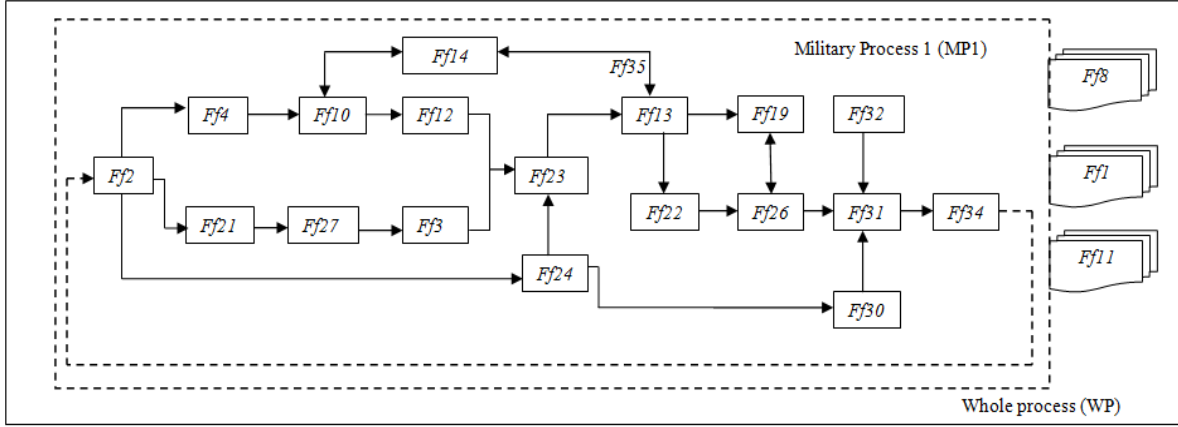 Military Process 1 (MP1)
Ff14
Ff35
Ff8
Ff4
Ff10
Ff12
Ff13
Ff19
Ff32
Ff2
Ff23
Ff1
Ff21
Ff27
Ff3
Ff22
Ff26
Ff31
Ff34
Ff11
Ff24
Ff30
Whole process (WP)